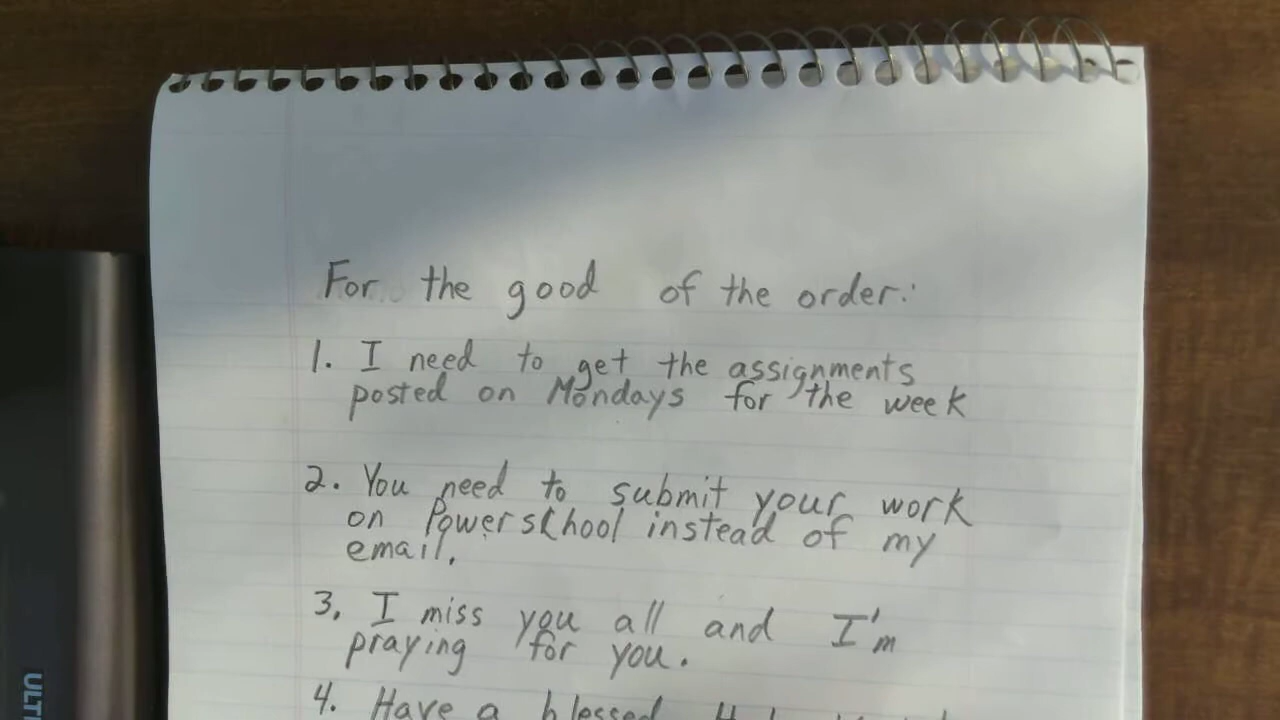 For the good of the order:
1. I need to get the assignments
posted on Mondays for the week
2. You need to submit your work
on Powerschool instead of my
email.
3. I miss you all and I'm
praying for you.
4. Have a blessed
ULT